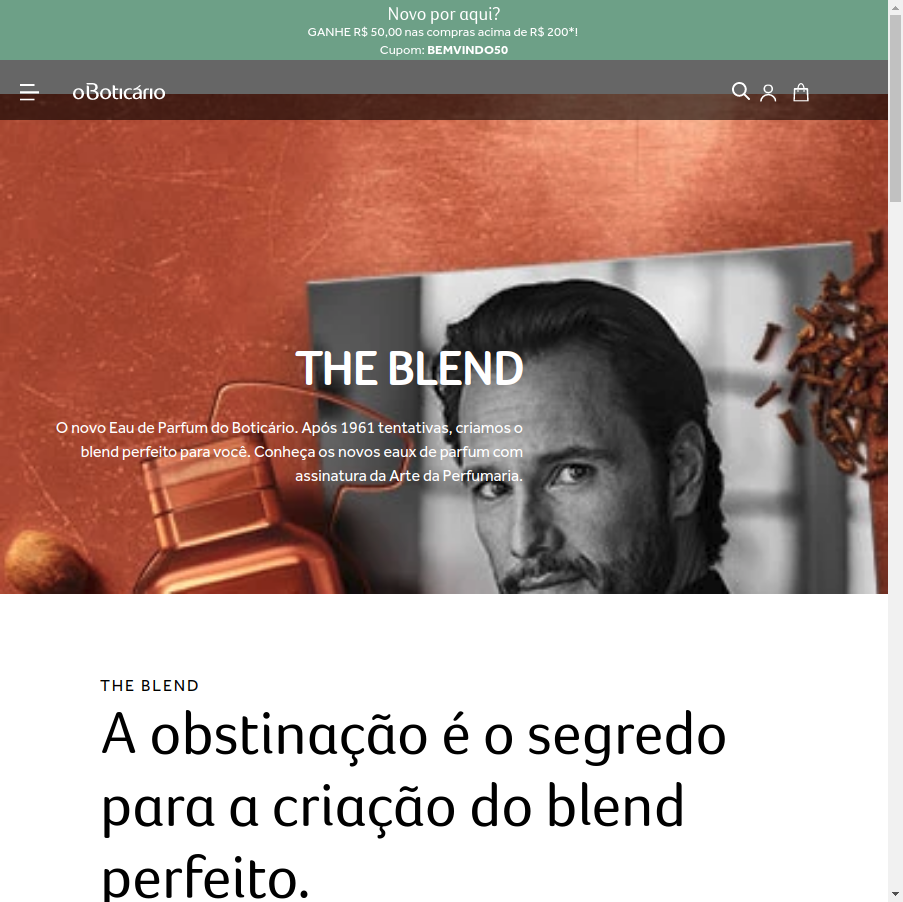 Novo por aqui?
GANHE R$ 50,00 nas compras acima de R$ 200*!
Cupom: BEMVINDO50
oBoticário
THE BLEND
O novo Eau de Parfum do Boticário. Após 1961 tentativas, criamos o
blend perfeito para você. Conheça os novos eaux de parfum com
assinatura da Arte da Perfumaria.
THE BLEND
A obstinação é o segredo
para a criação do blend
perfeito.